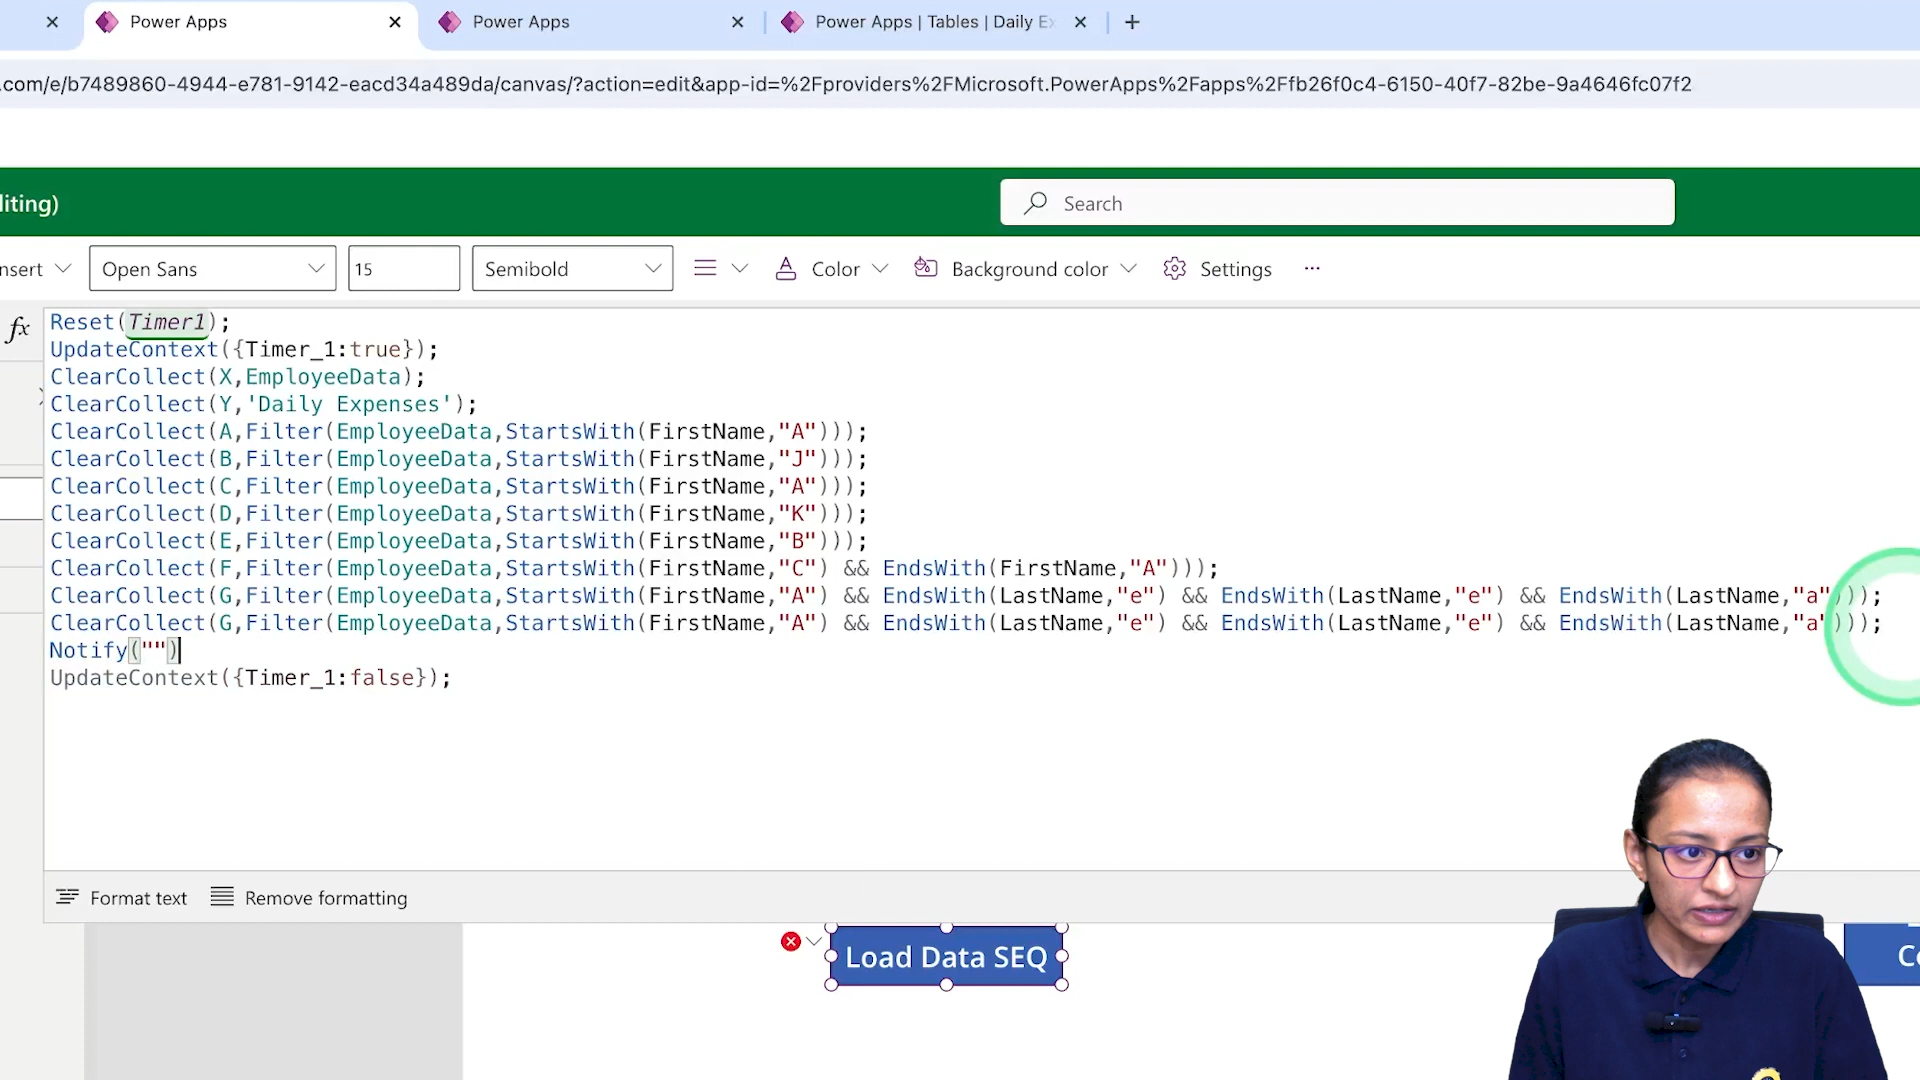 Power Apps
Power Apps
Power Apps | Tables | Daily Ex
.com/e/b7489860-4944-e781-9142-eacd34a489da/canvas/?action=edit&app-id=%2Fproviders%2FMicrosoft.PowerApps%2Fapps%2Ffb26f0c4-6150-40f7-82be-9a4646fc07f2
liting)
Search
nsert
Open Sans
15
Semibold
Color
Background color
Settings
fx
Reset(Timer1);
UpdateContext({Timer_1:true});
ClearCollect(X,EmployeeData);
ClearCollect(Y,'Daily Expenses');
ClearCollect(A,Filter(EmployeeData,StartsWith(FirstName,"A")));
ClearCollect(B,Filter(EmployeeData,StartsWith(FirstName,"J")));
ClearCollect(C,Filter(EmployeeData,StartsWith(FirstName,"A")));
ClearCollect(D,Filter(EmployeeData,StartsWith(FirstName,"K")));
ClearCollect(E,Filter(EmployeeData,StartsWith(FirstName,"B")));
ClearCollect(F,Filter(EmployeeData,StartsWith(FirstName,"C") && EndsWith(FirstName,"A")));
ClearCollect(G,Filter(EmployeeData,StartsWith(FirstName,"A") && EndsWith(LastName,"e") && EndsWith(LastName,"e") && EndsWith(LastName,"a")));
ClearCollect(G,Filter(EmployeeData,StartsWith(FirstName,"A") && EndsWith(LastName,"e") && EndsWith(LastName,"e") && EndsWith(LastName,"a")));
Notify("")
UpdateContext({Timer_1:false});
Format text
Remove formatting
Load Data SEQ